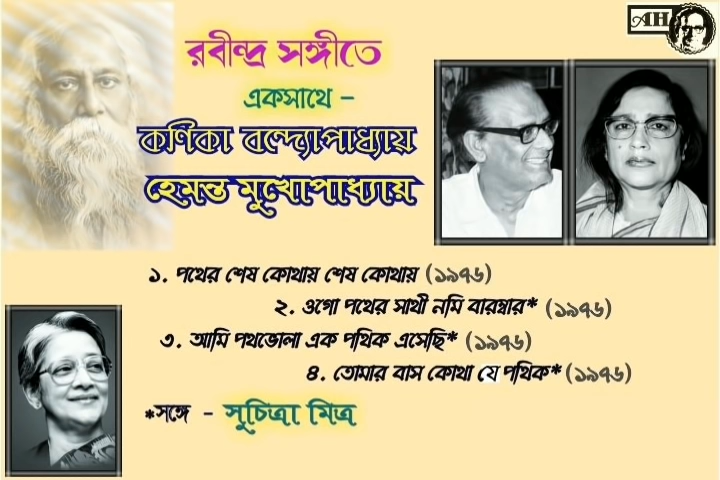 AH
রবীন্দ্র সঙ্গীতে
একসাথে -
কণিকা বন্দ্যোপাধ্যায়
হেমন্ত মুখোপাধ্যায়
১. পথের শেষ কোথায় শেষ কোথায় (১৯৭৬)
২. ওগো পথের সাথী নমি বারম্বার* (১৯৭৬)
৩. আমি পথভোলা এক পথিক এসেছি* (১৯৭৬)
৪. তোমার বাস কোথা যে পথিক* (১৯৭৬)
*সঙ্গে - সুচিত্রা মিত্র